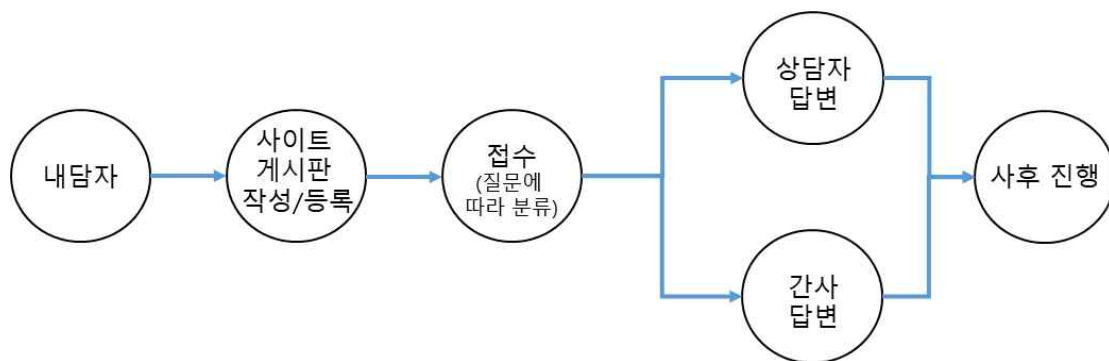 내담자
사이트
게시판
작성/등록
접수
(질문에
따라 분류)
상담자
답변
간사
답변
사후 진행